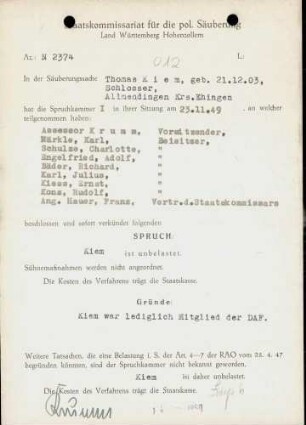 Staatskommissariat für die pol. Säuberung
Land Württemberg Hohenzollern
Az: N 2374
012
L:
In der Säuberungssache: Thomas K i e m, geb. 21.12.03,
Schlosser,
Allmendingen Krs.Ehingen
hat die Spruchkammer I in ihrer Sitzung am 23.11.49 an welcher
teilgenommen haben:
Assessor K r u m m, Vorsitzender,
Märkle, Karl, Beisitzer,
Schulze, Charlotte, "
Engelfried, Adolf, "
Bäder, Richard, "
Karl, Julius, "
Kiess, Ernst, "
Kons, Rudolf, "
Ang. Hauer, Franz, Vertr.d.Staatskommissars
beschlossen und sofort verkündet folgenden
SPRUCH
Kiem
ist unbelastet.
Sühnemaßnahmen werden nicht angeordnet.
Die Kosten des Verfahrens trägt die Staatskasse.
Gründe:
Kiem war lediglich Mitglied der DAF.
Weitere Tatsachen, die eine Belastung i. S. der Art. 4—7 der RAO vom 25. 4. 47
begründen könnten, sind der Spruchkammer nicht bekannt geworden.
Kiem ist daher unbelastet.
Die Kosten des Verfahrens trägt die Staatskasse.
Krumm